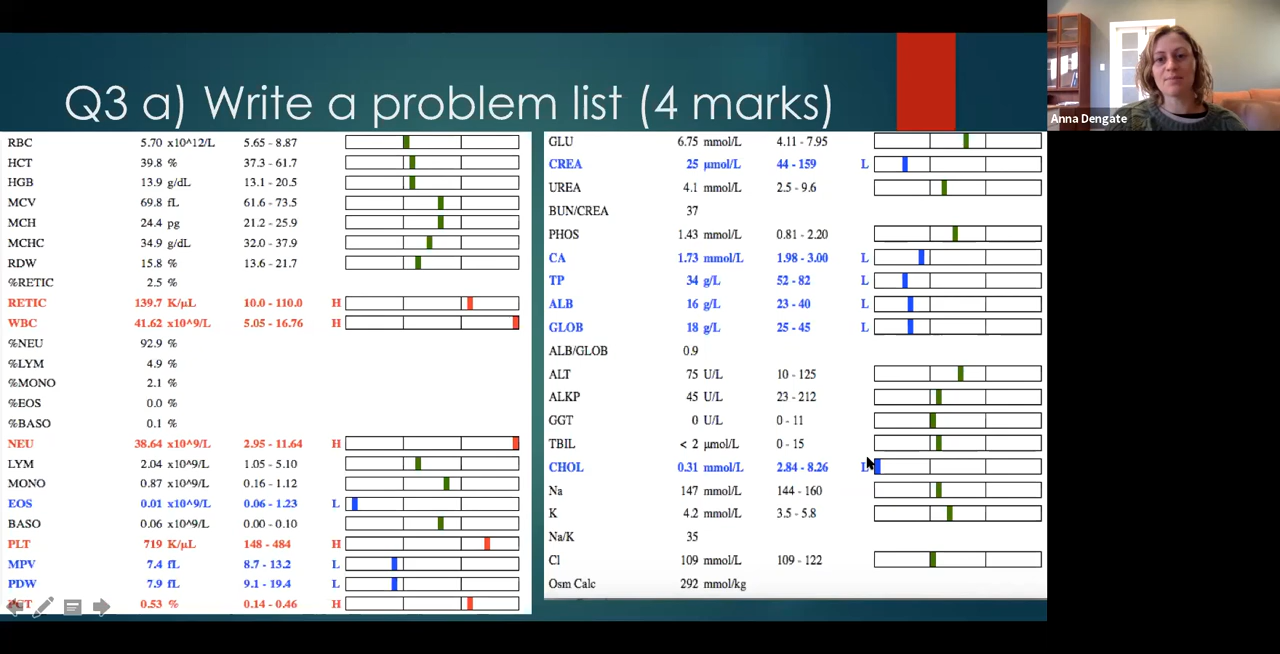 Q3 a) Write a problem list (4 marks)
Anna Dengate
RBC 5.70 x10^12/L 5.65 - 8.87
HCT 39.8 % 37.3 - 61.7
HGB 13.9 g/dL 13.1 - 20.5
MCV 69.8 fL 61.6 - 73.5
MCH 24.4 pg 21.2 - 25.9
MCHC 34.9 g/dL 32.0 - 37.9
RDW 15.8 % 13.6 - 21.7
%RETIC 2.5 %
RETIC 139.7 K/μL 10.0 - 110.0 H
WBC 41.62 x10^9/L 5.05 - 16.76 H
%NEU 92.9 %
%LYM 4.9 %
%MONO 2.1 %
%EOS 0.0 %
%BASO 0.1 %
NEU 38.64 x10^9/L 2.95 - 11.64 H
LYM 2.04 x10^9/L 1.05 - 5.10
MONO 0.87 x10^9/L 0.16 - 1.12
EOS 0.01 x10^9/L 0.06 - 1.23 L
BASO 0.06 x10^9/L 0.00 - 0.10
PLT 719 K/μL 148 - 484 H
MPV 7.4 fL 8.7 - 13.2 L
PDW 7.9 fL 9.1 - 19.4 L
PCT 0.53 % 0.14 - 0.46 H
GLU 6.75 mmol/L 4.11 - 7.95
CREA 25 μmol/L 44 - 159 L
UREA 4.1 mmol/L 2.5 - 9.6
BUN/CREA 37
PHOS 1.43 mmol/L 0.81 - 2.20
CA 1.73 mmol/L 1.98 - 3.00 L
TP 34 g/L 52 - 82 L
ALB 16 g/L 23 - 40 L
GLOB 18 g/L 25 - 45 L
ALB/GLOB 0.9
ALT 75 U/L 10 - 125
ALKP 45 U/L 23 - 212
GGT 0 U/L 0 - 11
TBIL < 2 μmol/L 0 - 15
CHOL 0.31 mmol/L 2.84 - 8.26 L
Na 147 mmol/L 144 - 160
K 4.2 mmol/L 3.5 - 5.8
Na/K 35
Cl 109 mmol/L 109 - 122
Osm Calc 292 mmol/kg